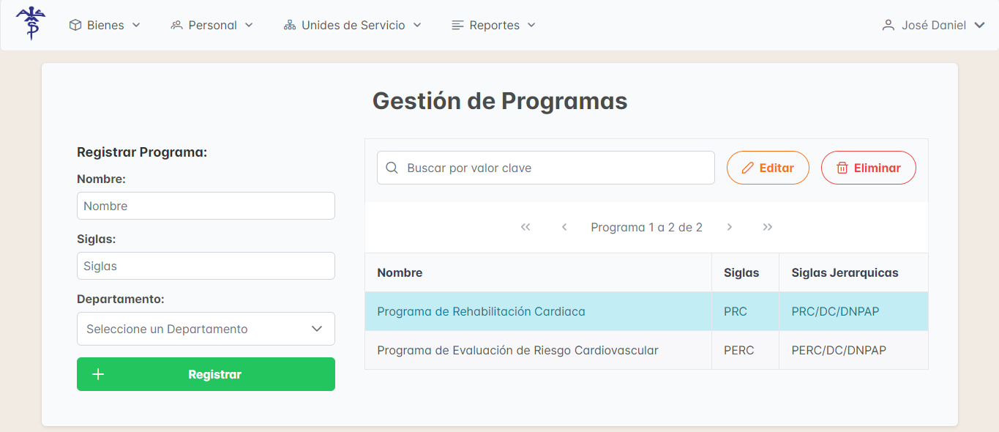 Bienes
Personal
Unides de Servicio
Reportes
José Daniel
Gestión de Programas
Registrar Programa:
Nombre:
Nombre
Siglas:
Siglas
Departamento:
Seleccione un Departamento
Registrar
Buscar por valor clave
Editar
Eliminar
Programa 1 a 2 de 2
Nombre Siglas Siglas Jerarquicas
Programa de Rehabilitación Cardiaca PRC PRC/DC/DNPAP
Programa de Evaluación de Riesgo Cardiovascular PERC PERC/DC/DNPAP